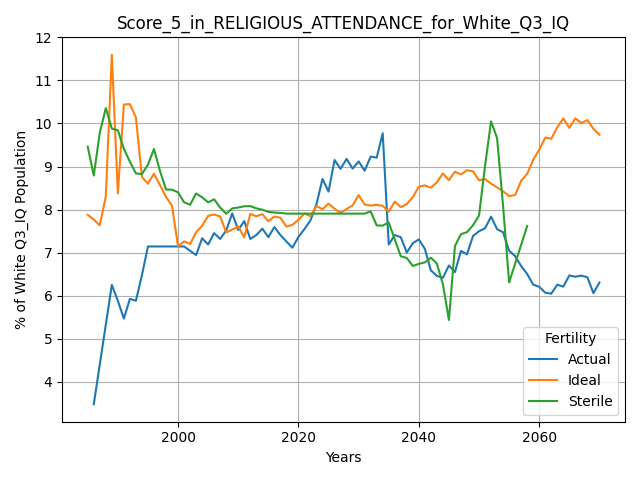 Score_5_in_RELIGIOUS_ATTENDANCE_for_White_Q3_IQ
12
11
10
9
8
7
6
5
4
% of White Q3_IQ Population
2000 2020 2040 2060
Years
Fertility
Actual
Ideal
Sterile